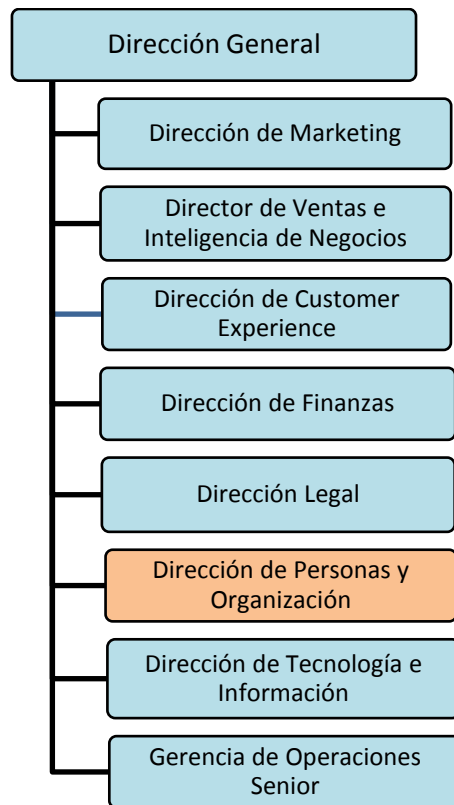 Dirección General
Dirección de Marketing
Director de Ventas e
Inteligencia de Negocios
Dirección de Customer
Experience
Dirección de Finanzas
Dirección Legal
Dirección de Personas y
Organización
Dirección de Tecnología e
Información
Gerencia de Operaciones
Senior